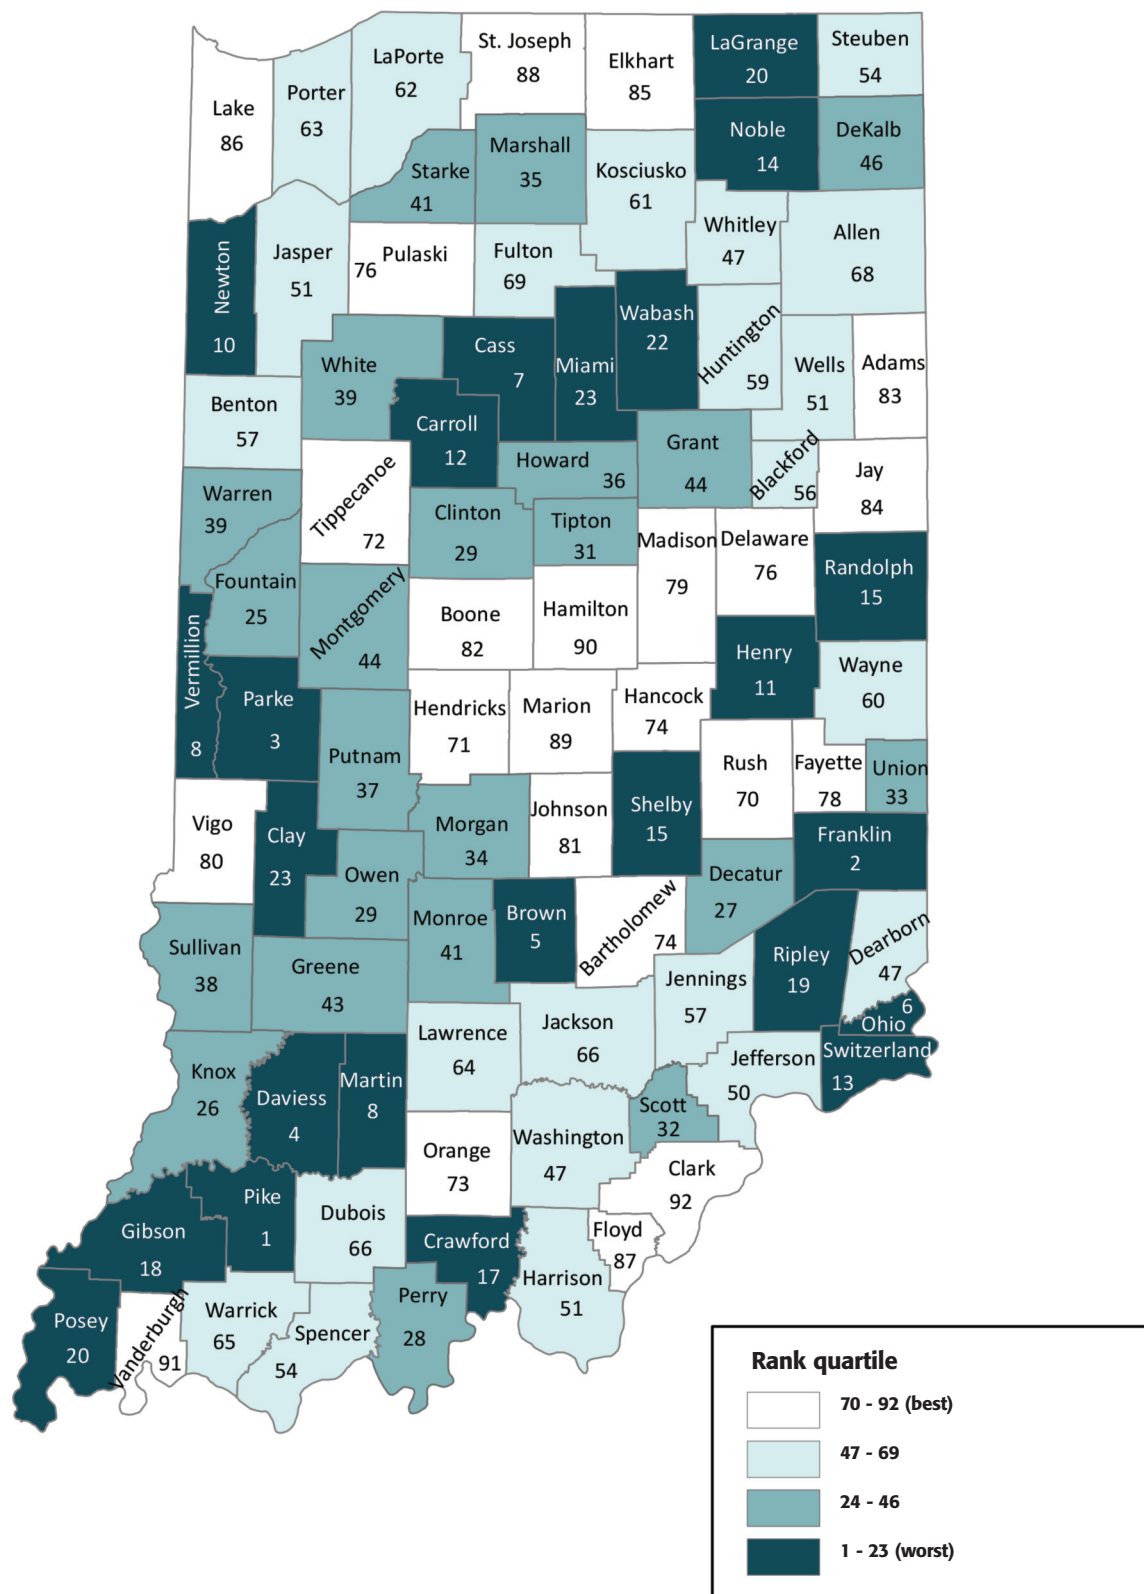 St. Joseph
88
Elkhart
85
LaGrange
20
Steuben
54
LaPorte
62
Porter
63
Lake
86
Noble
14
DeKalb
46
Marshall
35
Starke
41
Kosciusko
61
Whitley
47
Allen
68
Newton
10
Jasper
51
76 Pulaski
Fulton
69
Wabash
22
Huntington
59
Wells
51
Adams
83
White
39
Cass
7
Miami
23
Benton
57
Carroll
12
Howard
36
Grant
44
Blackford
56
Jay
84
Warren
39
Tippecanoe
72
Clinton
29
Tipton
31
Madison
79
Delaware
76
Randolph
15
Fountain
25
Montgomery
44
Boone
82
Hamilton
90
Henry
11
Wayne
60
Vermillion
8
Parke
3
Putnam
37
Hendricks
71
Marion
89
Hancock
74
Rush
70
Fayette
78
Union
33
Vigo
80
Clay
23
Owen
29
Morgan
34
Johnson
81
Shelby
15
Franklin
2
Decatur
27
Sullivan
38
Greene
43
Monroe
41
Brown
5
Bartholomew
74
Jennings
57
Ripley
19
Dearborn
47
6
Ohio
Switzerland
13
Knox
26
Daviess
4
Martin
8
Lawrence
64
Jackson
66
Jefferson
50
Scott
32
Washington
47
Orange
73
Clark
92
Gibson
18
Pike
1
Dubois
66
Crawford
17
Floyd
87
Harrison
51
Posey
20
Vanderburgh
91
Warrick
65
Spencer
54
Perry
28
Rank quartile
70 - 92 (best)
47 - 69
24 - 46
1 - 23 (worst)